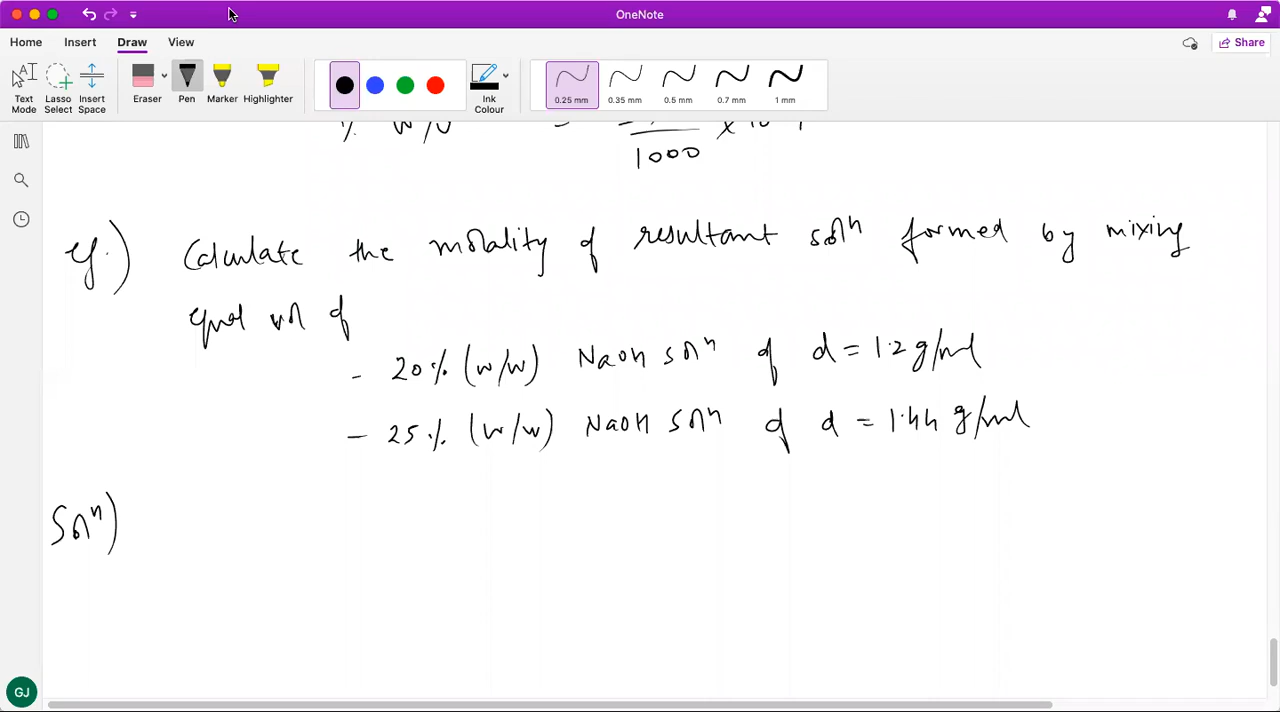 OneNote
Home Insert Draw View Share
Text Mode Lasso Select Insert Space Eraser Pen Marker Highlighter Ink Colour 0.25 mm 0.35 mm 0.5 mm 0.7 mm 1 mm
% w/v =
1000
eg.) Calculate the molality of resultant solⁿ formed by mixing
equal vol of
- 20% (w/w) NaOH solⁿ of d = 1.2 g/ml
- 25% (w/w) NaOH solⁿ of d = 1.44 g/ml
Solⁿ)
GJ